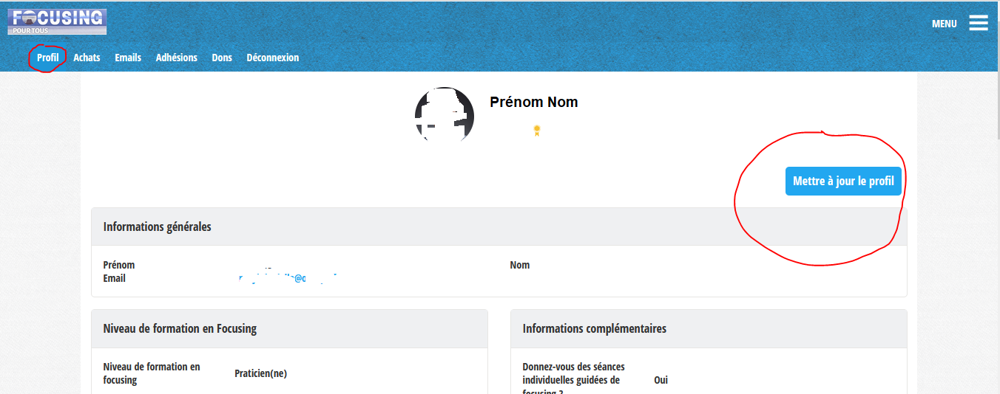 FOCUSING
POUR TOUS
MENU
Profil Achats Emails Adhésions Dons Déconnexion
Prénom Nom
Mettre à jour le profil
Informations générales
Prénom Nom
Email
Niveau de formation en Focusing
Niveau de formation en
focusing
Praticien(ne)
Informations complémentaires
Donnez-vous des séances
individuelles guidées de
focusing ?
Oui